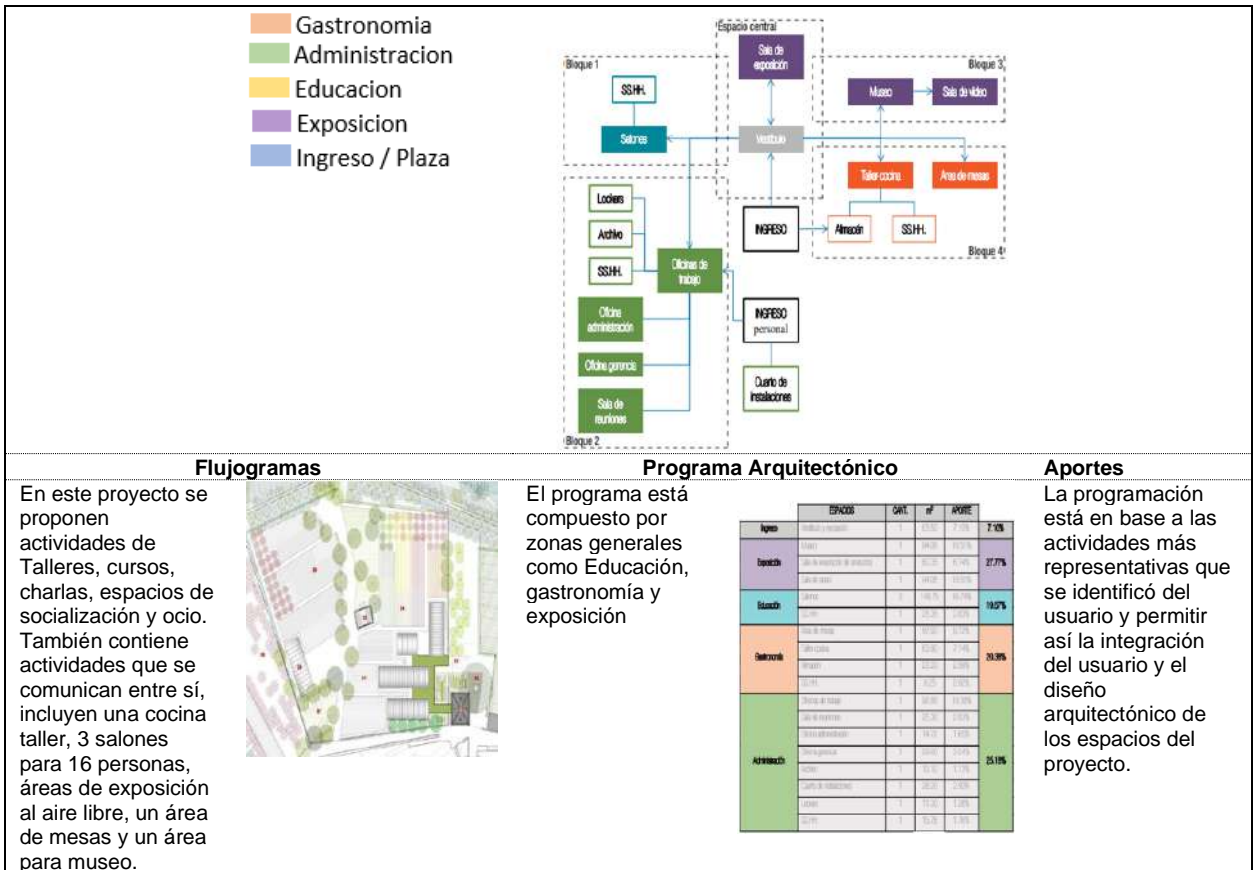 Gastronomia
Administracion
Educacion
Exposicion
Ingreso / Plaza
Espacio central
Sala de
exposición
Bloque 1
SS.HH.
Salones
Vestíbulo
Bloque 3
Museo
Sala de video
Taller cocina
Area de mesas
Almacén
SS.HH.
Bloque 4
INGRESO
Lockers
Archivo
SS.HH.
Oficinas de
trabajo
Oficina
administración
Oficina gerencia
Sala de
reuniones
Bloque 2
INGRESO
personal
Cuarto de
instalaciones
Flujogramas
En este proyecto se
proponen
actividades de
Talleres, cursos,
charlas, espacios de
socialización y ocio.
También contiene
actividades que se
comunican entre sí,
incluyen una cocina
taller, 3 salones
para 16 personas,
áreas de exposición
al aire libre, un área
de mesas y un área
para museo.
Programa Arquitectónico
El programa está
compuesto por
zonas generales
como Educación,
gastronomía y
exposición
ESPACIOS CANT. m² APORTE
Ingreso 7.10%
Exposición 27.77%
Educación 19.57%
Gastronomía
Administración
Aportes
La programación
está en base a las
actividades más
representativas que
se identificó del
usuario y permitir
así la integración
del usuario y el
diseño
arquitectónico de
los espacios del
proyecto.